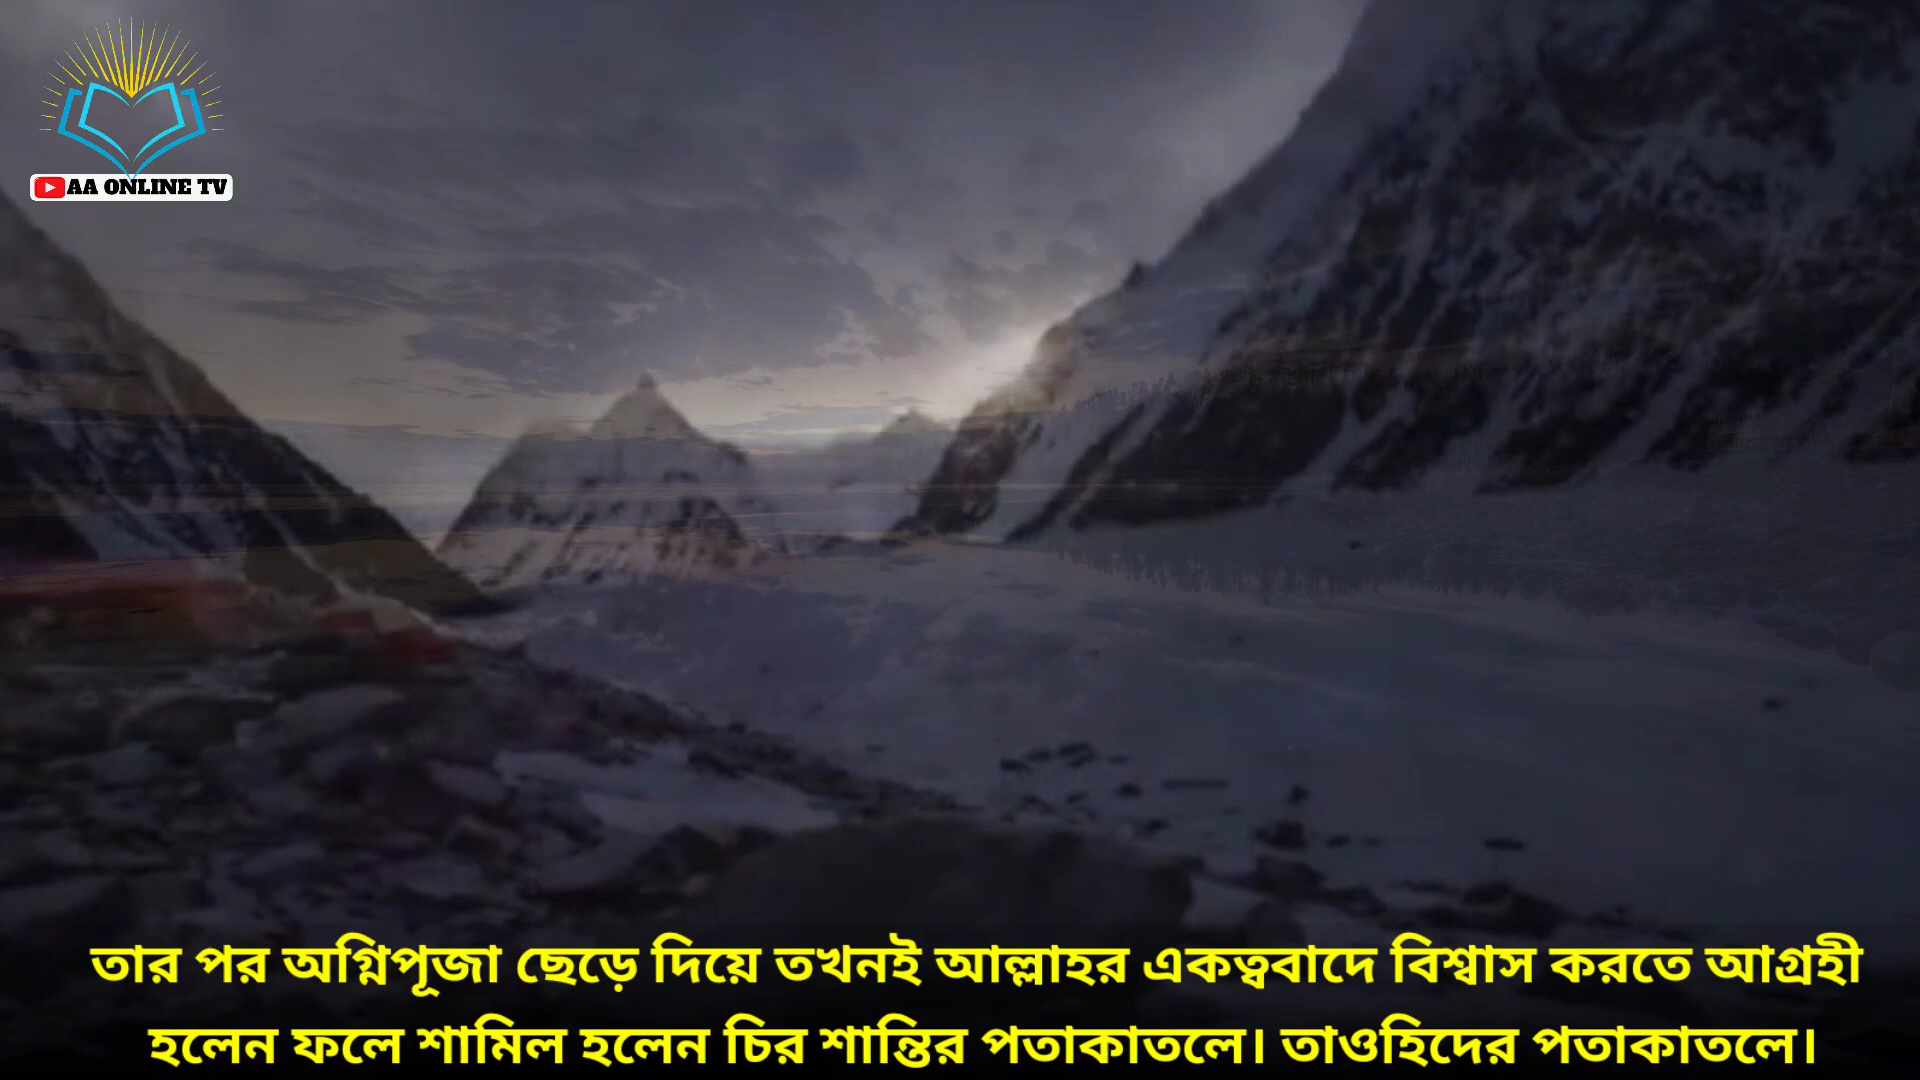 AA ONLINE TV
তার পর অগ্নিপূজা ছেড়ে দিয়ে তখনই আল্লাহর একত্ববাদে বিশ্বাস করতে আগ্রহী
হলেন ফলে শামিল হলেন চির শান্তির পতাকাতলে। তাওহিদের পতাকাতলে।